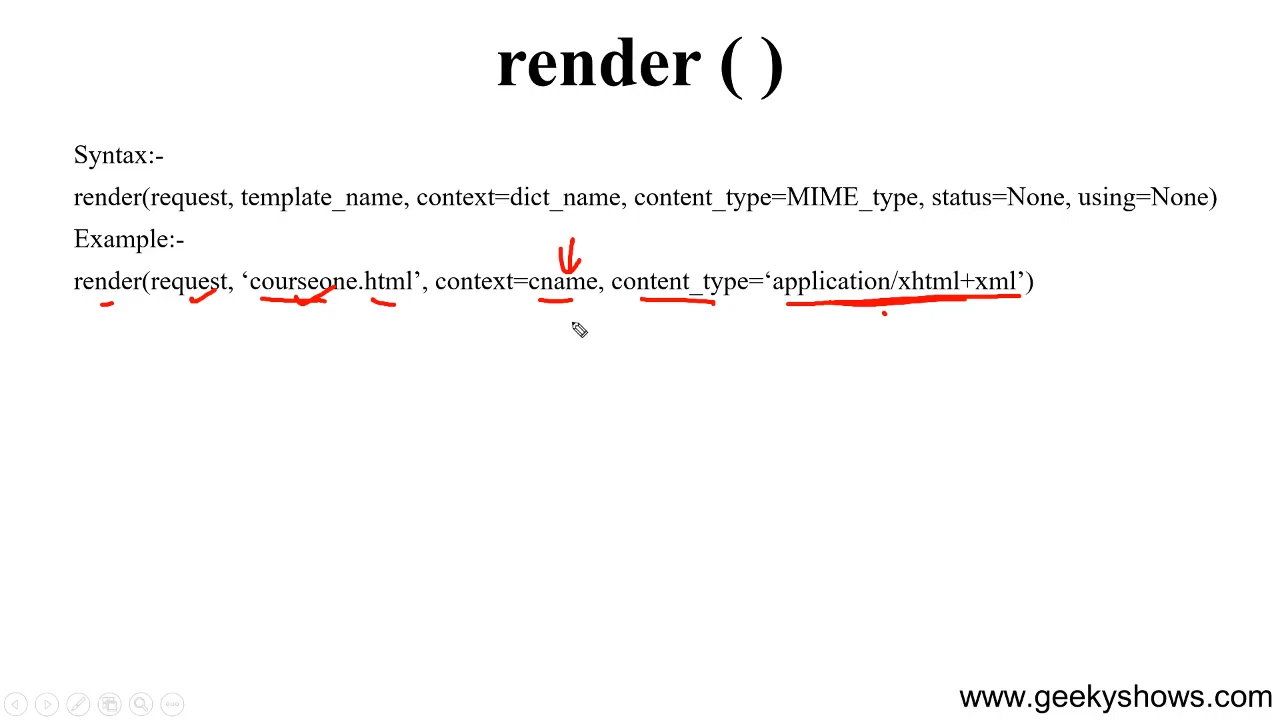 render ( )
Syntax:-
render(request, template_name, context=dict_name, content_type=MIME_type, status=None, using=None)
Example:-
render(request, ‘courseone.html’, context=cname, content_type=‘application/xhtml+xml’)
www.geekyshows.com